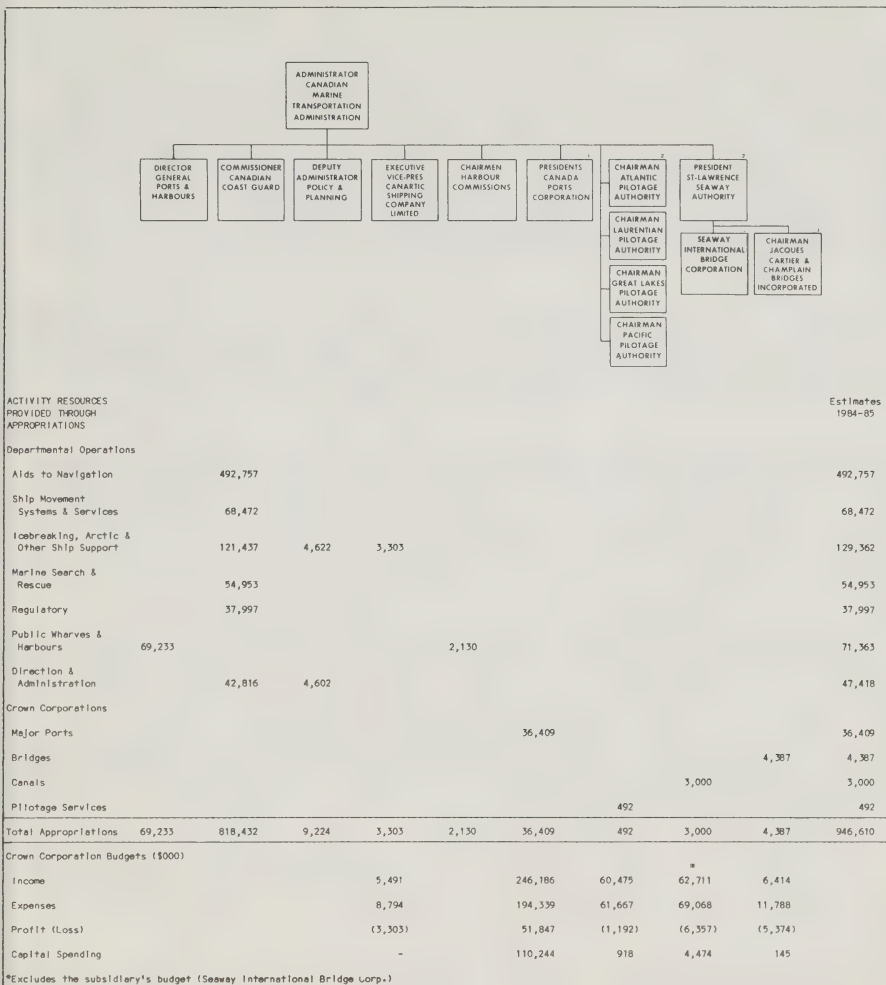 ADMINISTRATOR
CANADIAN
MARINE
TRANSPORTATION
ADMINISTRATION
DIRECTOR
GENERAL
PORTS &
HARBOURS
COMMISSIONER
CANADIAN
COAST GUARD
DEPUTY
ADMINISTRATOR
POLICY &
PLANNING
EXECUTIVE
VICE-PRES
CANARTIC
SHIPPING
COMPANY
LIMITED
CHAIRMEN
HARBOUR
COMMISSIONS
1
PRESIDENTS
CANADA
PORTS
CORPORATION
2
CHAIRMAN
ATLANTIC
PILOTAGE
AUTHORITY
CHAIRMAN
LAURENTIAN
PILOTAGE
AUTHORITY
CHAIRMAN
GREAT LAKES
PILOTAGE
AUTHORITY
CHAIRMAN
PACIFIC
PILOTAGE
AUTHORITY
PRESIDENT
ST-LAWRENCE
SEAWAY
AUTHORITY
SEAWAY
INTERNATIONAL
BRIDGE
CORPORATION
CHAIRMAN
JACQUES
CARTIER &
CHAMPLAIN
BRIDGES
INCORPORATED
ACTIVITY RESOURCES
PROVIDED THROUGH
APPROPRIATIONS
Estimates
1984-85
Departmental Operations
Aids to Navigation 492,757 492,757
Ship Movement
Systems & Services 68,472 68,472
Icebreaking, Arctic &
Other Ship Support 121,437 4,622 3,303 129,362
Marine Search &
Rescue 54,953 54,953
Regulatory 37,997 37,997
Public Wharves &
Harbours 69,233 2,130 71,363
Direction &
Administration 42,816 4,602 47,418
Crown Corporations
Major Ports 36,409 36,409
Bridges 4,387 4,387
Canals 3,000 3,000
Pilotage Services 492 492
Total Appropriations 69,233 818,432 9,224 3,303 2,130 36,409 492 3,000 4,387 946,610
Crown Corporation Budgets ($000) *
Income 5,491 246,186 60,475 62,711 6,414
Expenses 8,794 194,339 61,667 69,068 11,788
Profit (Loss) (3,303) 51,847 (1,192) (6,357) (5,374)
Capital Spending - 110,244 918 4,474 145
*Excludes the subsidiary's budget (Seaway International Bridge Corp.)